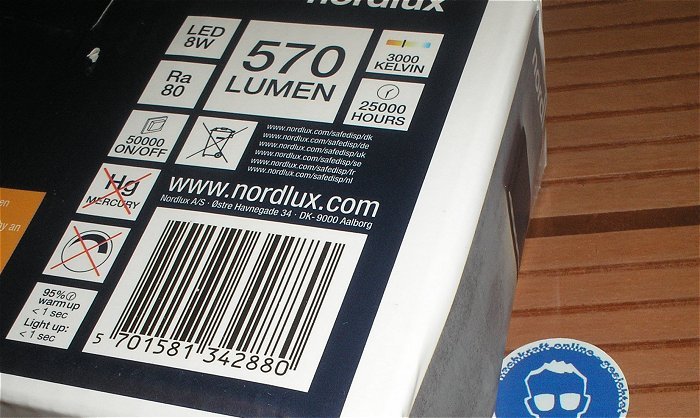 nordlux
LED
8W
570
LUMEN
3000
KELVIN
Ra
80
25000
HOURS
50000
ON/OFF
www.nordlux.com/safedisp/dk
www.nordlux.com/safedisp/de
www.nordlux.com/safedisp/uk
www.nordlux.com/safedisp/se
www.nordlux.com/safedisp/fr
www.nordlux.com/safedisp/nl
Hg
MERCURY
www.nordlux.com
Nordlux A/S · Østre Havnegade 34 · DK-9000 Aalborg
95%
warm up
< 1 sec
Light up:
< 1 sec
5 701581 342880